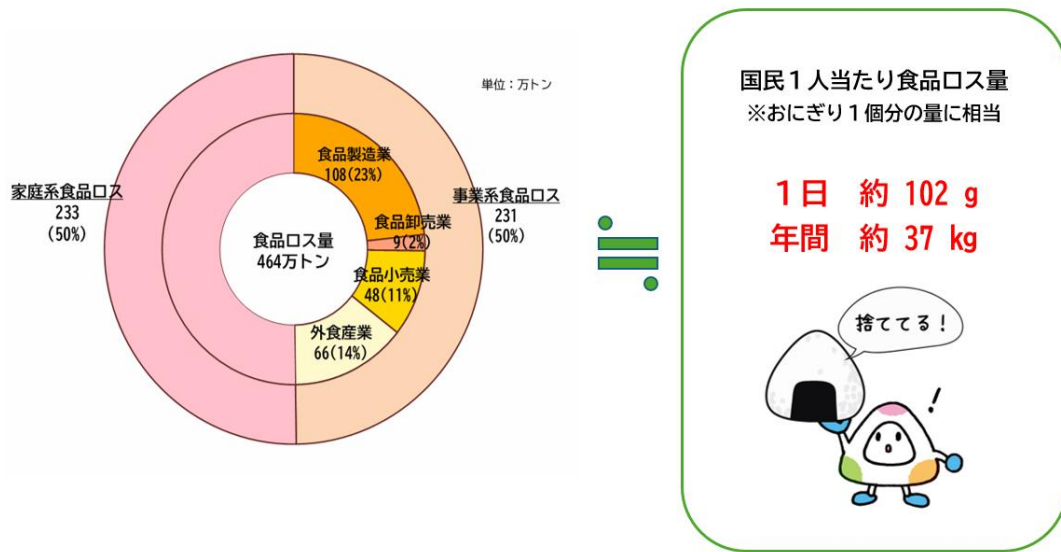 単位：万トン
家庭系食品ロス
233
(50%)
食品製造業
108(23%)
食品卸売業
9(2%)
食品小売業
48(11%)
外食産業
66(14%)
食品ロス量
464万トン
事業系食品ロス
231
(50%)
≒
国民１人当たり食品ロス量
※おにぎり１個分の量に相当
１日　約 102 g
年間　約 37 kg
捨ててる！
！